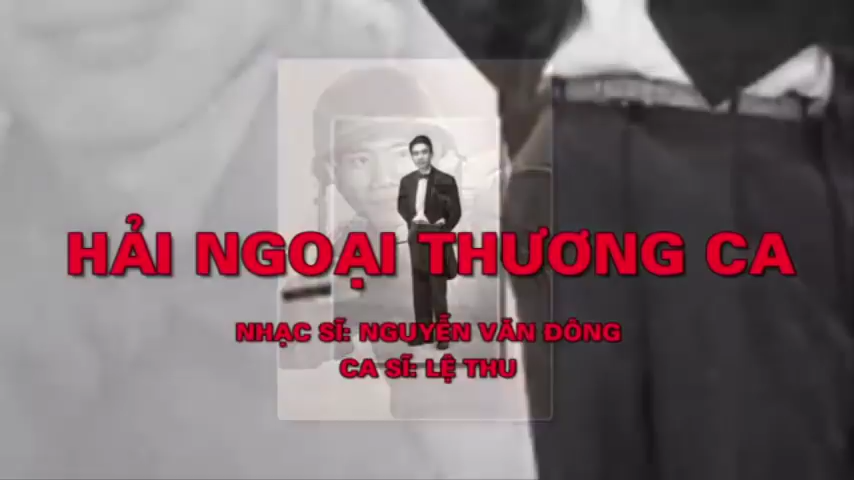 HẢI NGOẠI THƯƠNG CA
NHẠC SĨ: NGUYỄN VĂN ĐÔNG
CA SĨ: LỆ THU